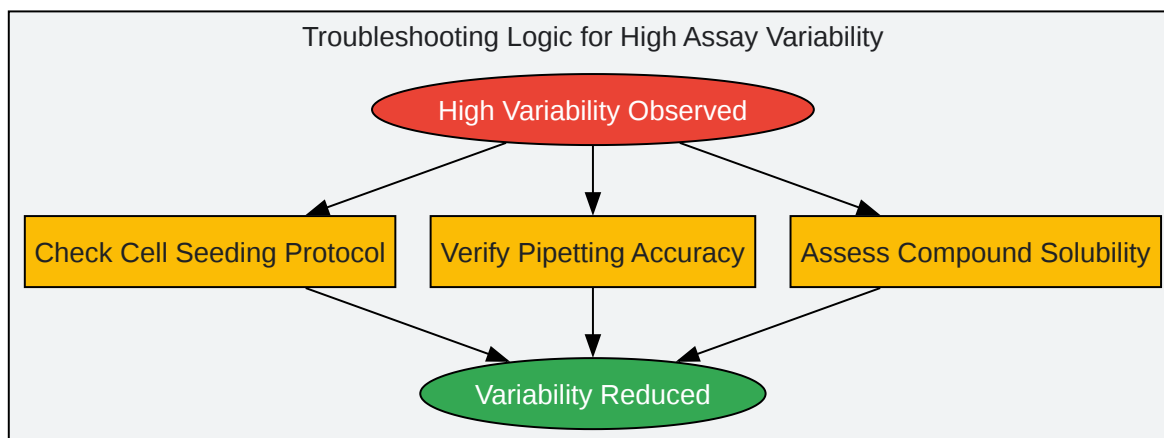 Troubleshooting Logic for High Assay Variability
High Variability Observed
Check Cell Seeding Protocol
Verify Pipetting Accuracy
Assess Compound Solubility
Variability Reduced